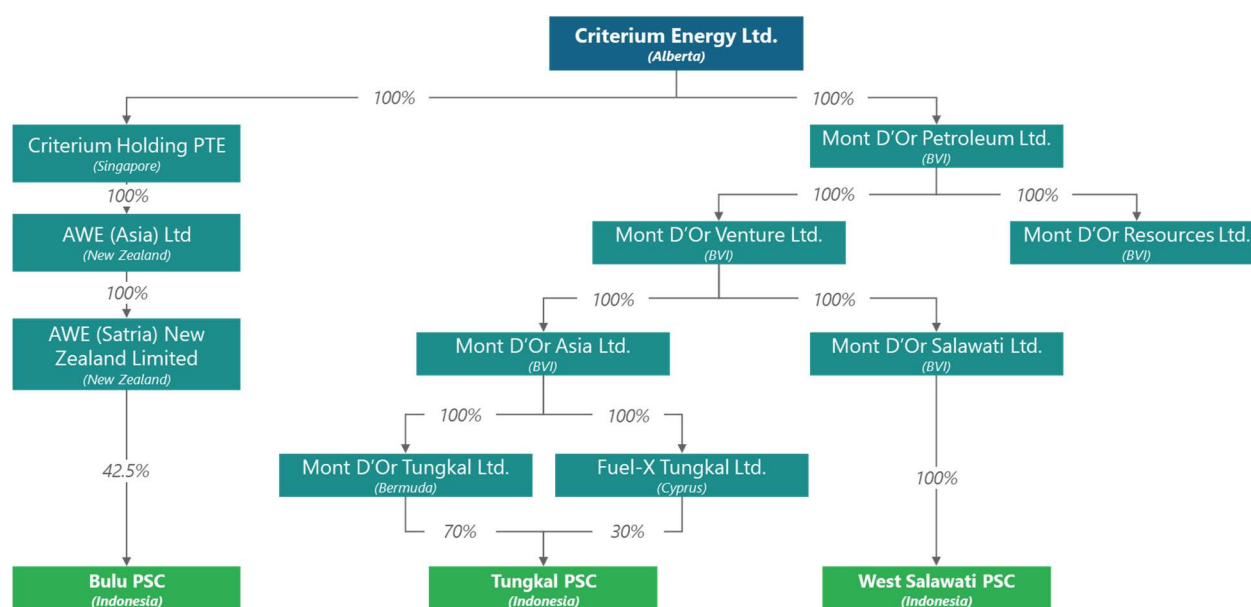 Criterium Energy Ltd.
(Alberta)
100%
100%
Criterium Holding PTE
(Singapore)
Mont D'Or Petroleum Ltd.
(BVI)
100%
100%
100%
AWE (Asia) Ltd
(New Zealand)
Mont D'Or Venture Ltd.
(BVI)
Mont D'Or Resources Ltd.
(BVI)
100%
100%
100%
AWE (Satria) New
Zealand Limited
(New Zealand)
Mont D'Or Asia Ltd.
(BVI)
Mont D'Or Salawati Ltd.
(BVI)
100%
100%
42.5%
Mont D'Or Tungkal Ltd.
(Bermuda)
Fuel-X Tungkal Ltd.
(Cyprus)
100%
70%
30%
Bulu PSC
(Indonesia)
Tungkal PSC
(Indonesia)
West Salawati PSC
(Indonesia)